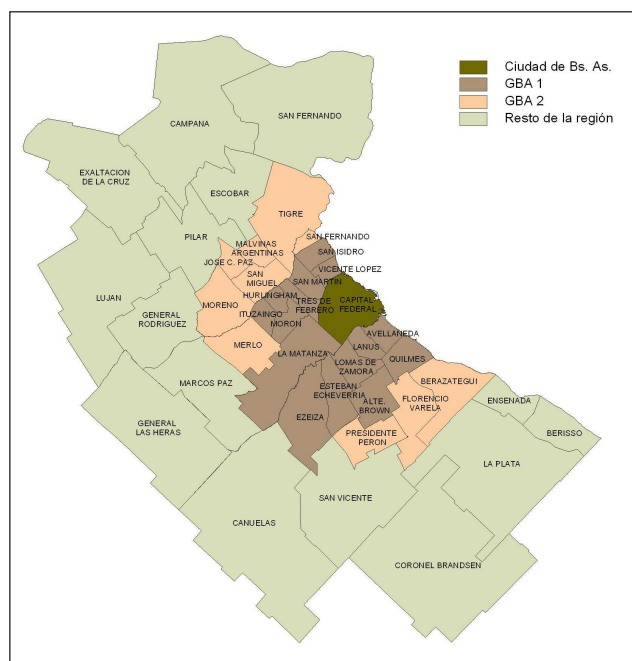 Ciudad de Bs. As.
GBA 1
GBA 2
Resto de la región
CAMPANA
SAN FERNANDO
EXALTACION
DE LA CRUZ
ESCOBAR
TIGRE
PILAR
SAN FERNANDO
MALVINAS
ARGENTINAS
SAN ISIDRO
JOSE C. PAZ
VICENTE LOPEZ
SAN
MIGUEL
SAN MARTIN
HURLINGHAM
LUJAN
MORENO
TRES DE
FEBRERO
CAPITAL
FEDERAL
GENERAL
RODRIGUEZ
ITUZAINGO
MORON
AVELLANEDA
MERLO
LANUS
LA MATANZA
QUILMES
LOMAS DE
ZAMORA
MARCOS PAZ
BERAZATEGUI
ESTEBAN
ECHEVERRIA
ALTE.
BROWN
FLORENCIO
VARELA
ENSENADA
EZEIZA
GENERAL
LAS HERAS
PRESIDENTE
PERON
BERISSO
LA PLATA
SAN VICENTE
CANUELAS
CORONEL BRANDSEN